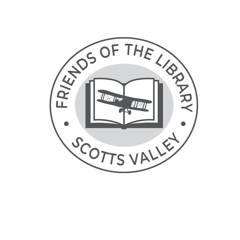 FRIENDS OF THE LIBRARY
SCOTTS VALLEY